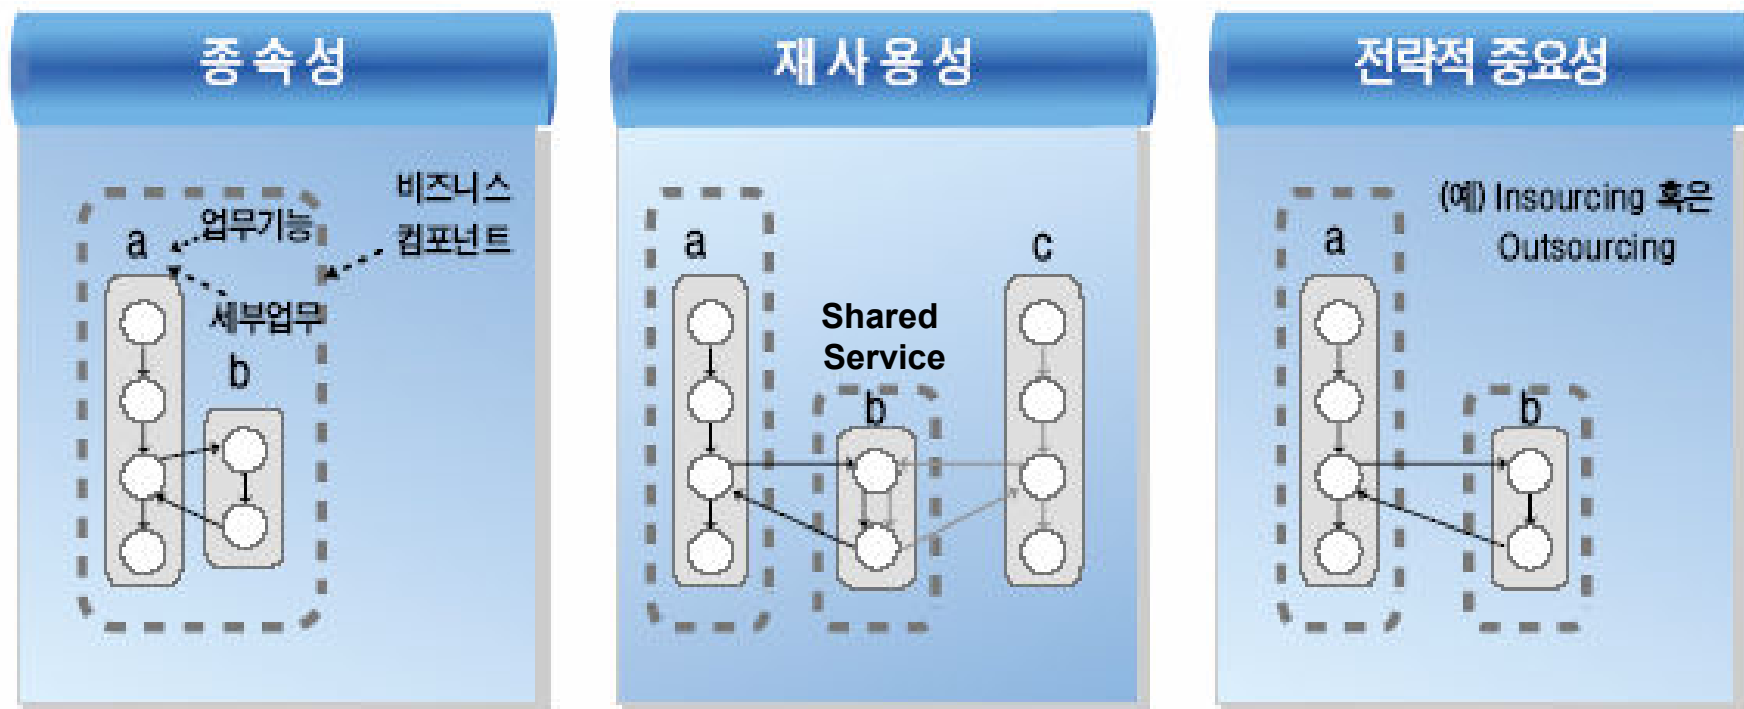 종속성
비즈니스
컴포넌트
업무기능
a
세부업무
b
재사용성
a
c
Shared
Service
b
전략적 중요성
(예) Insourcing 혹은
Outsourcing
a
b